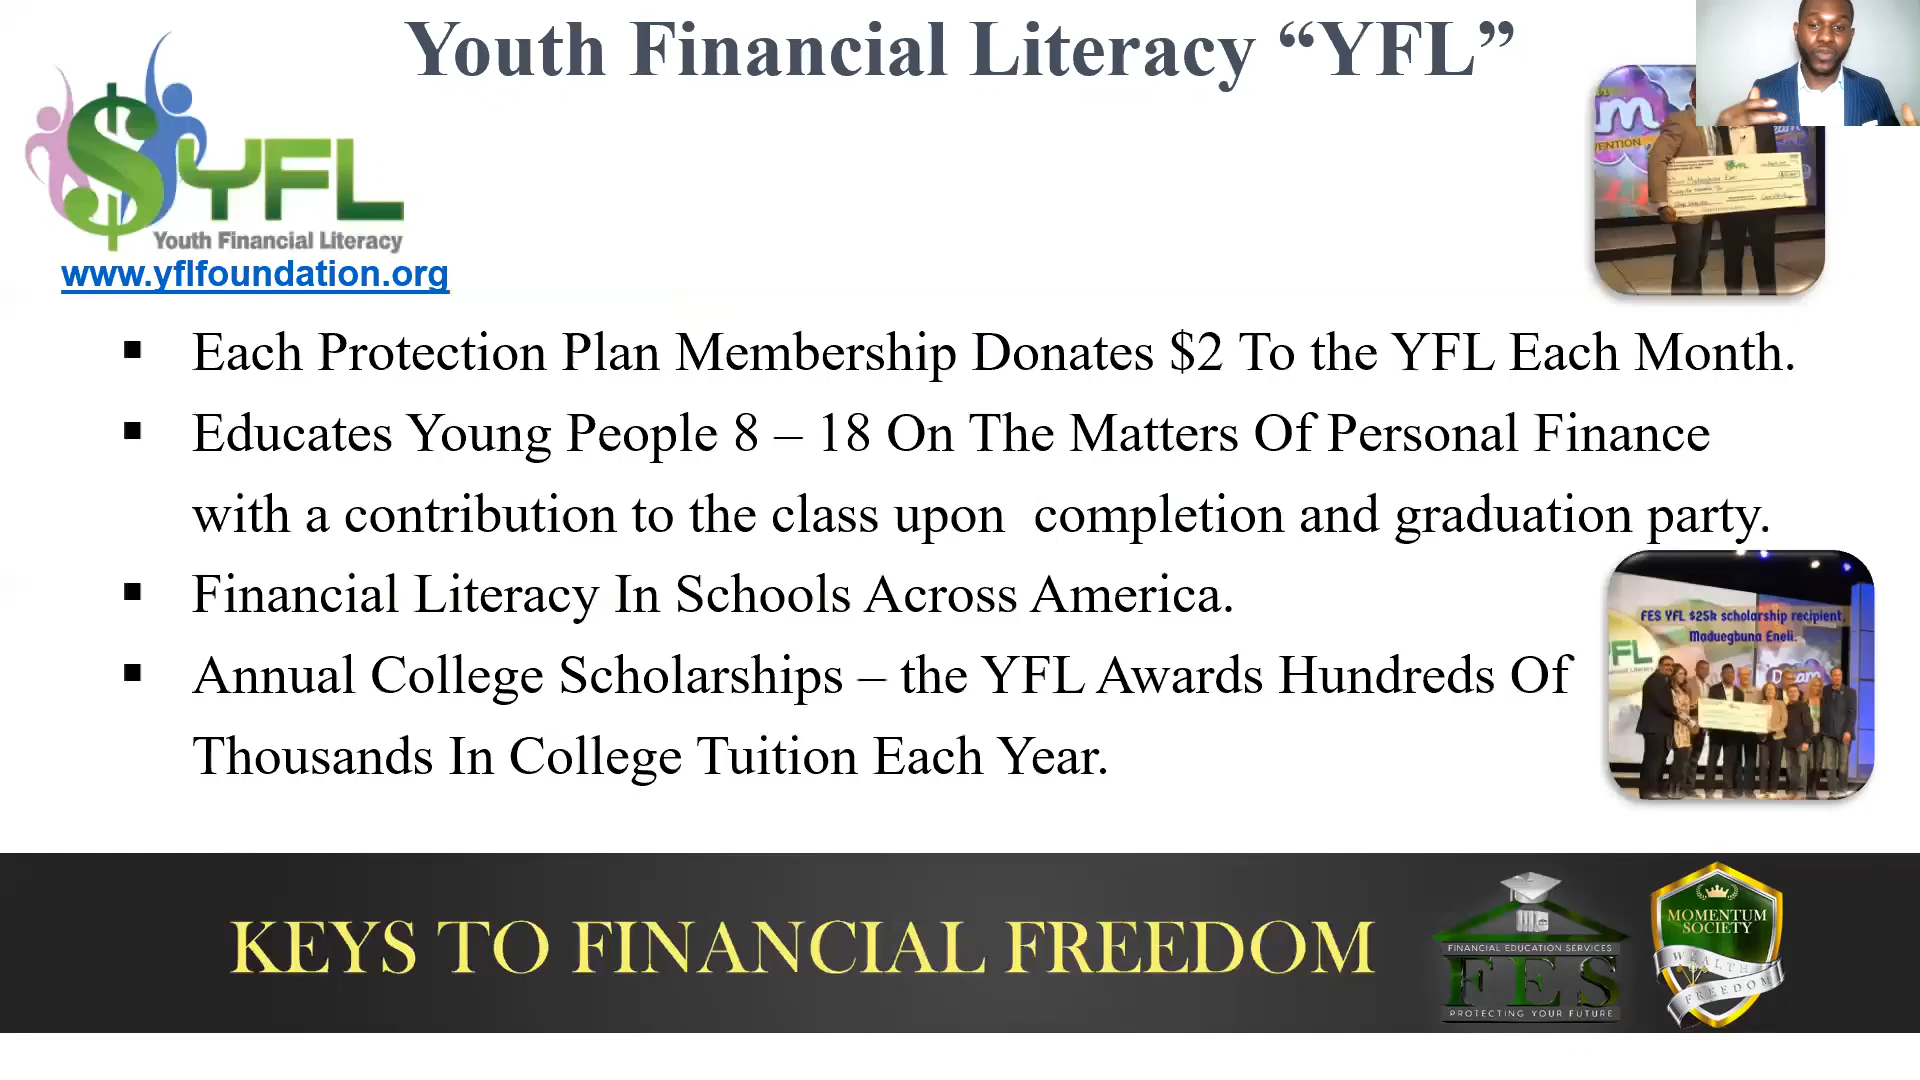 Youth Financial Literacy “YFL”
$YFL
Youth Financial Literacy
www.yflfoundation.org
VENTION
YFL
▪ Each Protection Plan Membership Donates $2 To the YFL Each Month.
▪ Educates Young People 8 – 18 On The Matters Of Personal Finance
with a contribution to the class upon  completion and graduation party.
▪ Financial Literacy In Schools Across America.
▪ Annual College Scholarships – the YFL Awards Hundreds Of
Thousands In College Tuition Each Year.
FES YFL $25k scholarship recipient,
Maduegbuna Eneli.
Dream
KEYS TO FINANCIAL FREEDOM
FINANCIAL EDUCATION SERVICES
FES
PROTECTING YOUR FUTURE
MOMENTUM
SOCIETY
WEALTH
FREEDOM